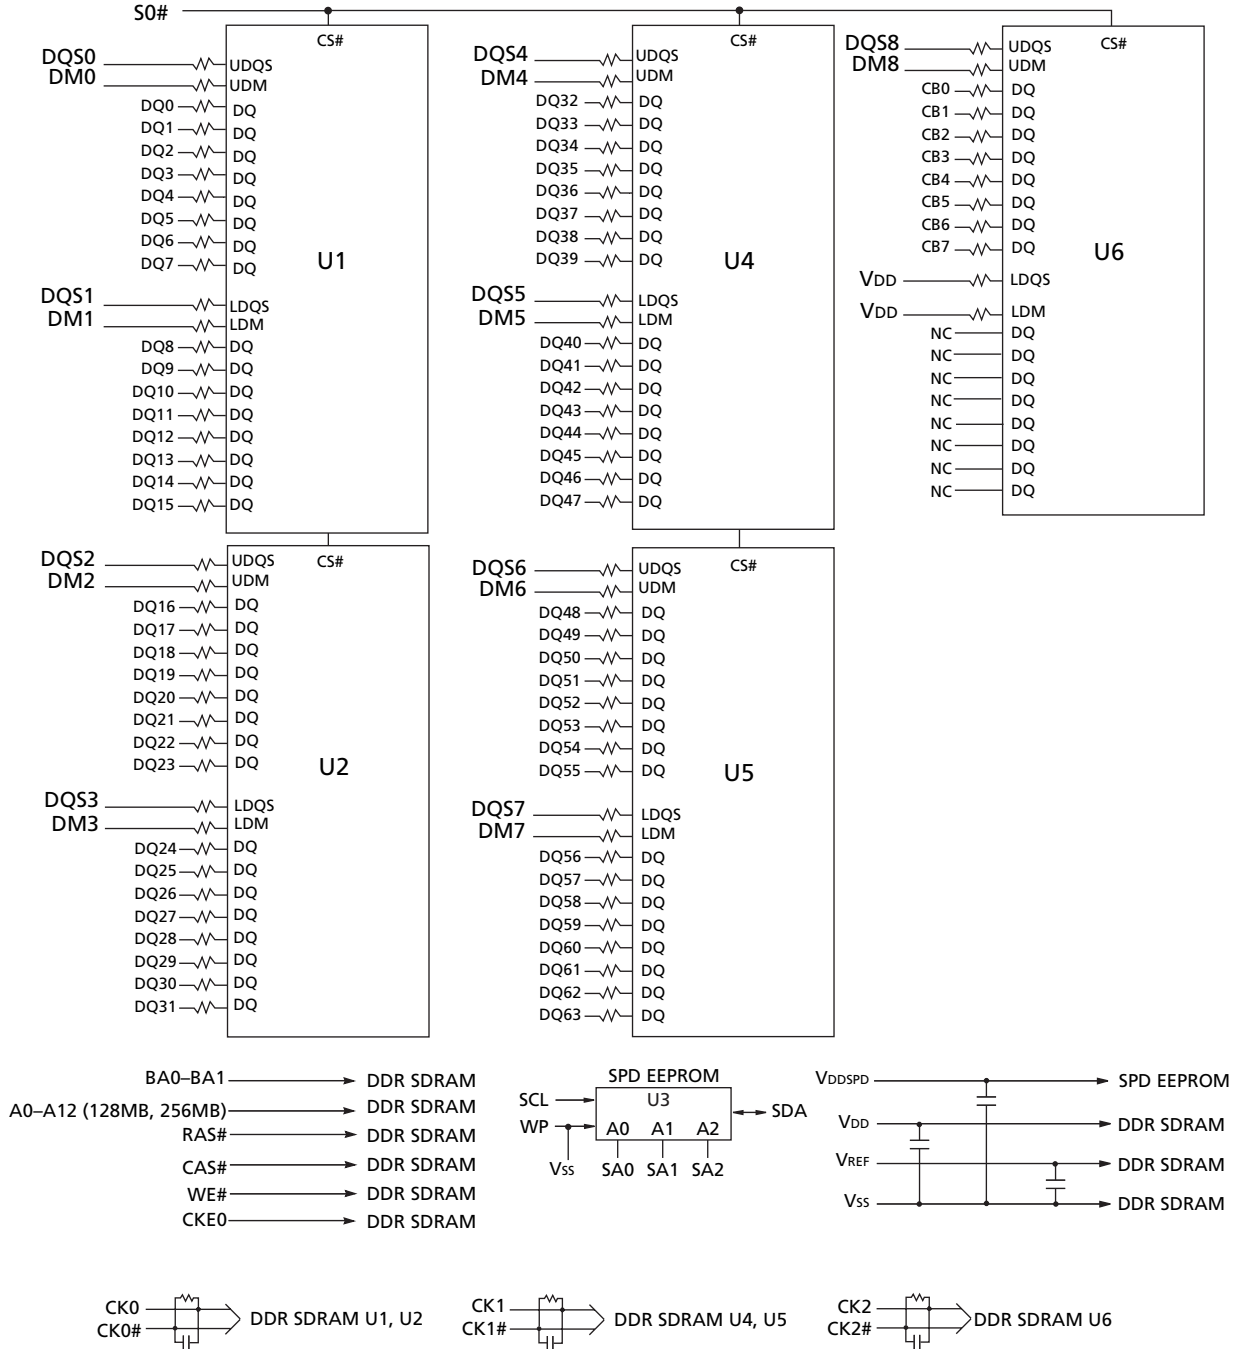 S0#
CS#
DQS0 UDQS
DM0 UDM
DQ0 DQ
DQ1 DQ
DQ2 DQ
DQ3 DQ
DQ4 DQ
DQ5 DQ
DQ6 DQ
DQ7 DQ
U1
DQS1 LDQS
DM1 LDM
DQ8 DQ
DQ9 DQ
DQ10 DQ
DQ11 DQ
DQ12 DQ
DQ13 DQ
DQ14 DQ
DQ15 DQ
CS#
DQS2 UDQS
DM2 UDM
DQ16 DQ
DQ17 DQ
DQ18 DQ
DQ19 DQ
DQ20 DQ
DQ21 DQ
DQ22 DQ
DQ23 DQ
U2
DQS3 LDQS
DM3 LDM
DQ24 DQ
DQ25 DQ
DQ26 DQ
DQ27 DQ
DQ28 DQ
DQ29 DQ
DQ30 DQ
DQ31 DQ
CS#
DQS4 UDQS
DM4 UDM
DQ32 DQ
DQ33 DQ
DQ34 DQ
DQ35 DQ
DQ36 DQ
DQ37 DQ
DQ38 DQ
DQ39 DQ
U4
DQS5 LDQS
DM5 LDM
DQ40 DQ
DQ41 DQ
DQ42 DQ
DQ43 DQ
DQ44 DQ
DQ45 DQ
DQ46 DQ
DQ47 DQ
CS#
DQS6 UDQS
DM6 UDM
DQ48 DQ
DQ49 DQ
DQ50 DQ
DQ51 DQ
DQ52 DQ
DQ53 DQ
DQ54 DQ
DQ55 DQ
U5
DQS7 LDQS
DM7 LDM
DQ56 DQ
DQ57 DQ
DQ58 DQ
DQ59 DQ
DQ60 DQ
DQ61 DQ
DQ62 DQ
DQ63 DQ
CS#
DQS8 UDQS
DM8 UDM
CB0 DQ
CB1 DQ
CB2 DQ
CB3 DQ
CB4 DQ
CB5 DQ
CB6 DQ
CB7 DQ
U6
VDD LDQS
VDD LDM
NC DQ
NC DQ
NC DQ
NC DQ
NC DQ
NC DQ
NC DQ
NC DQ
BA0–BA1 DDR SDRAM
A0–A12 (128MB, 256MB) DDR SDRAM
RAS# DDR SDRAM
CAS# DDR SDRAM
WE# DDR SDRAM
CKE0 DDR SDRAM
SPD EEPROM
U3
SCL
WP
A0 A1 A2
SDA
VSS
SA0 SA1 SA2
VDDSPD SPD EEPROM
VDD DDR SDRAM
VREF DDR SDRAM
VSS DDR SDRAM
CK0
CK0#
DDR SDRAM U1, U2
CK1
CK1#
DDR SDRAM U4, U5
CK2
CK2#
DDR SDRAM U6